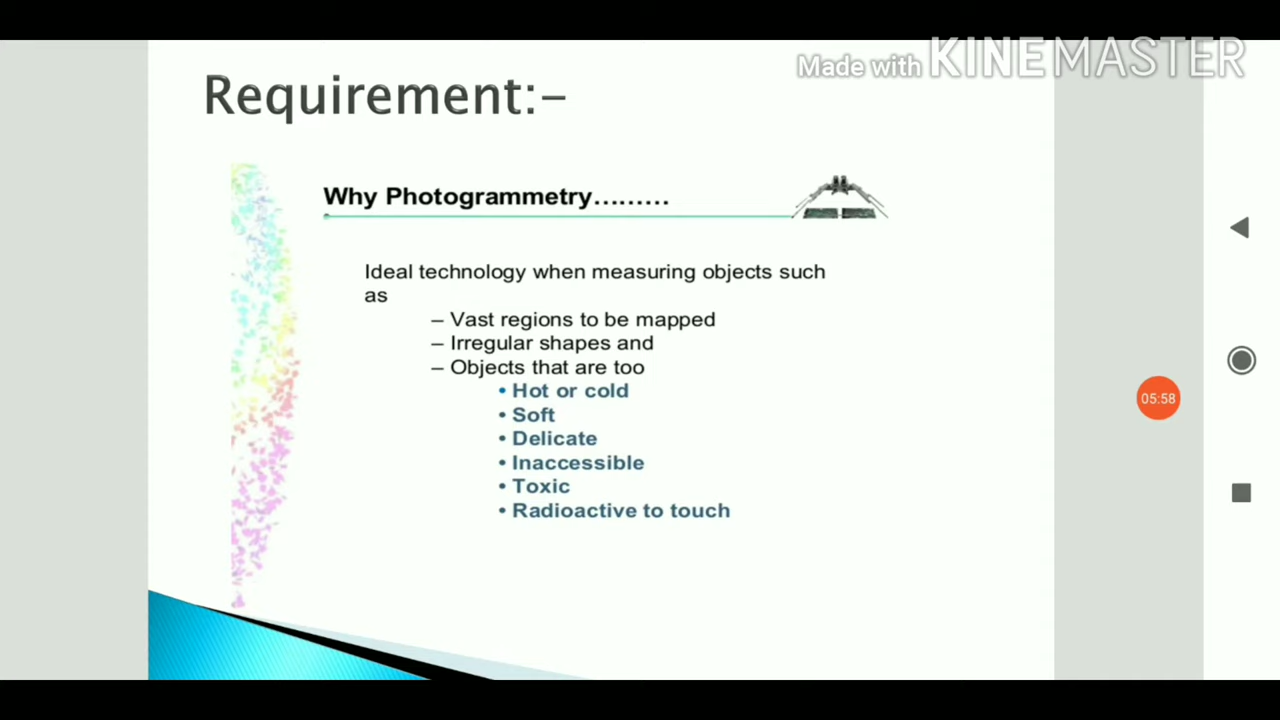 Made with KINEMASTER
Requirement:-
Why Photogrammetry.........
Ideal technology when measuring objects such
as
– Vast regions to be mapped
– Irregular shapes and
– Objects that are too
• Hot or cold
• Soft
• Delicate
• Inaccessible
• Toxic
• Radioactive to touch
05:58